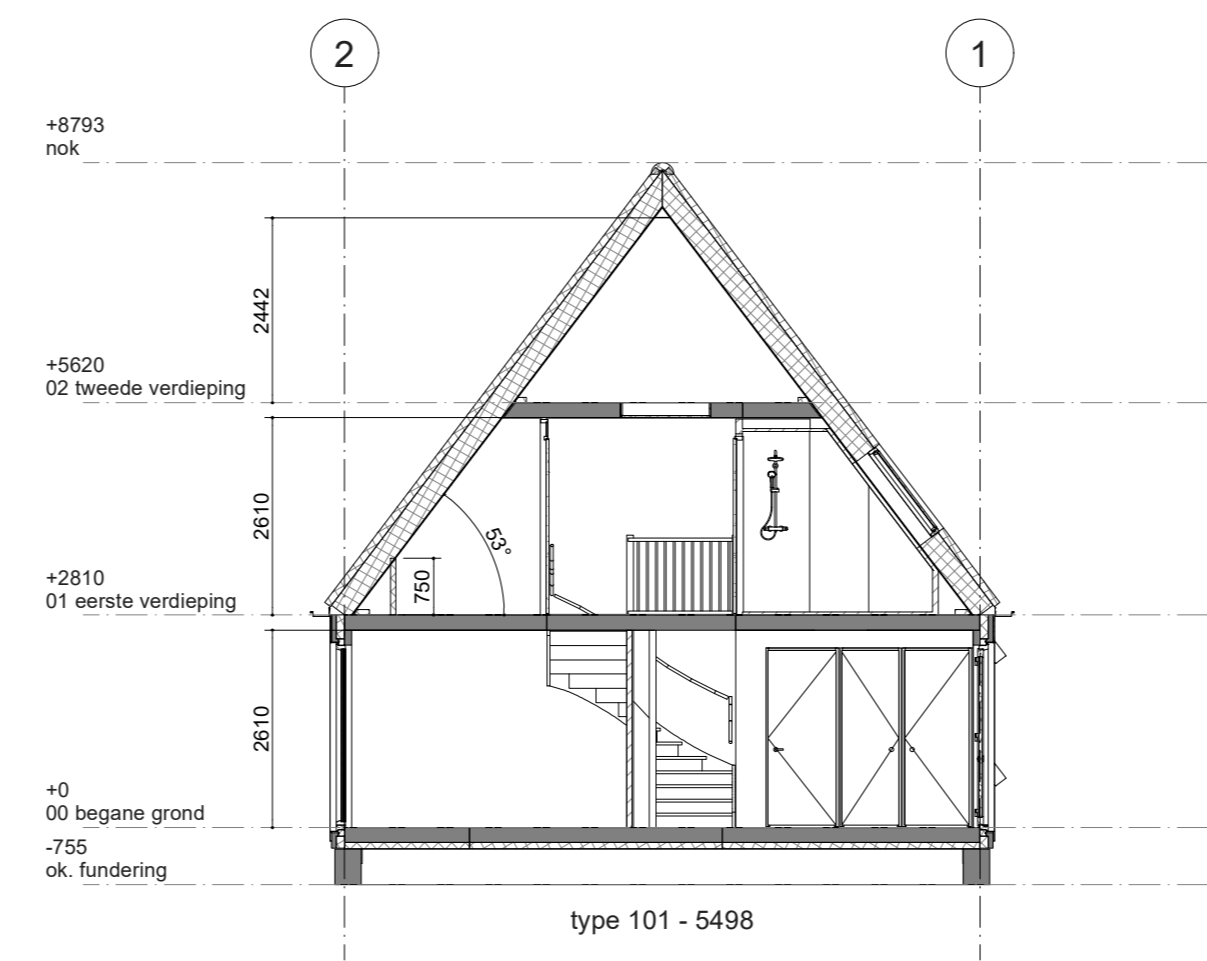 2
1
+8793
nok
2442
+5620
02 tweede verdieping
2610
53°
750
+2810
01 eerste verdieping
2610
+0
00 begane grond
-755
ok. fundering
type 101 - 5498